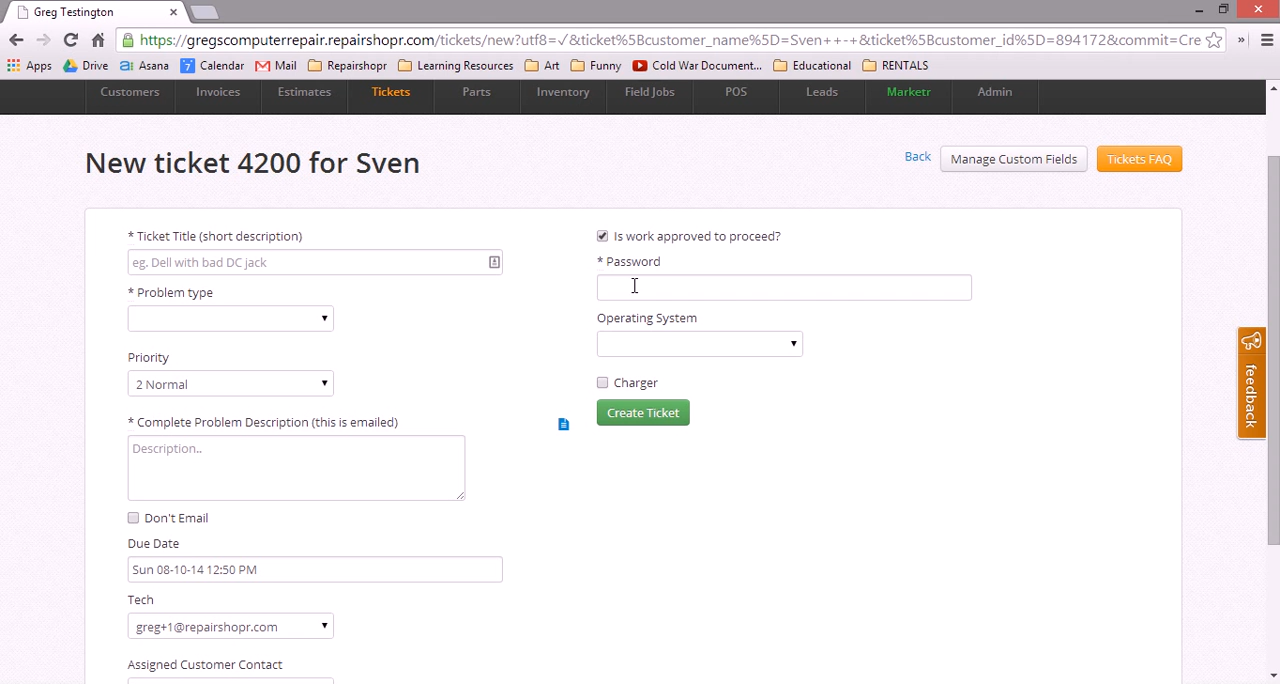 Greg Testington
https://gregscomputerrepair.repairshopr.com/tickets/new?utf8=✓&ticket%5Bcustomer_name%5D=Sven++-+&ticket%5Bcustomer_id%5D=894172&commit=Cre
Apps Drive Asana 7 Calendar Mail Repairshopr Learning Resources Art Funny Cold War Document... Educational RENTALS
Customers Invoices Estimates Tickets Parts Inventory Field Jobs POS Leads Marketr Admin
New ticket 4200 for Sven
Back Manage Custom Fields Tickets FAQ
* Ticket Title (short description)
eg. Dell with bad DC jack
* Problem type
Priority
2 Normal
* Complete Problem Description (this is emailed)
Description..
Don't Email
Due Date
Sun 08-10-14 12:50 PM
Tech
greg+1@repairshopr.com
Assigned Customer Contact
Is work approved to proceed?
* Password
Operating System
Charger
Create Ticket
feedback